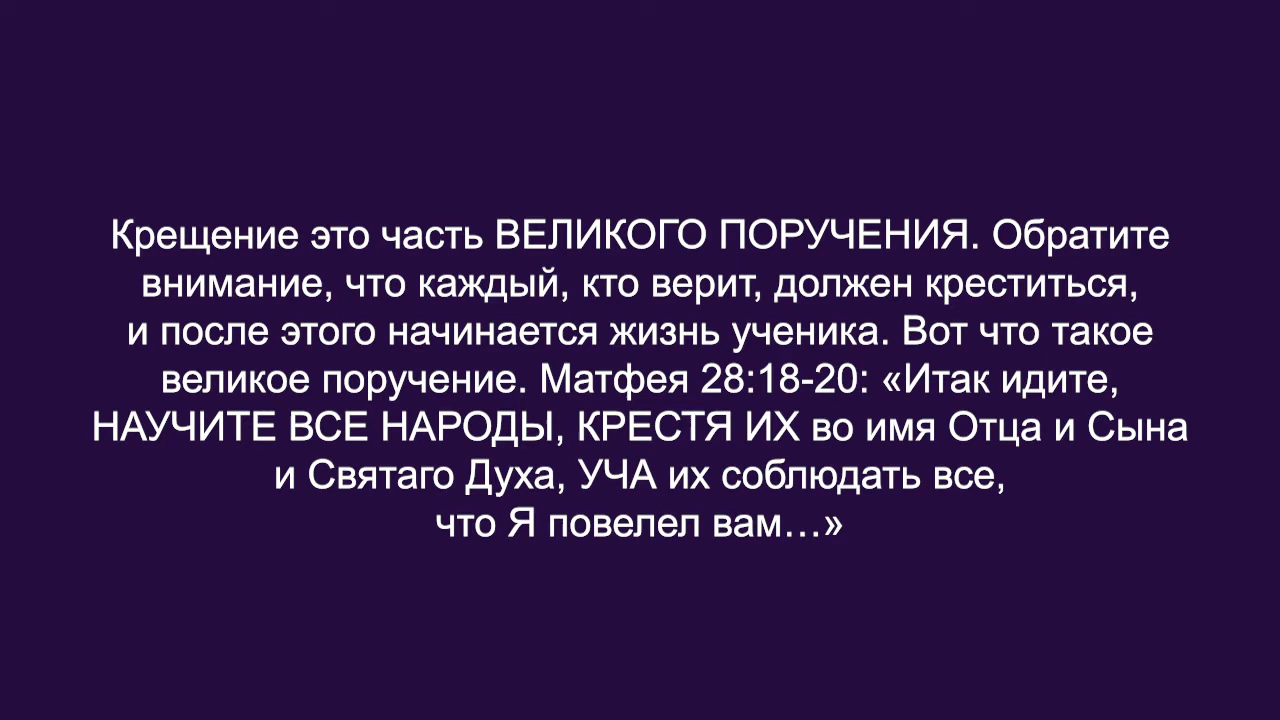 Крещение это часть ВЕЛИКОГО ПОРУЧЕНИЯ. Обратите
внимание, что каждый, кто верит, должен креститься,
и после этого начинается жизнь ученика. Вот что такое
великое поручение. Матфея 28:18-20: «Итак идите,
НАУЧИТЕ ВСЕ НАРОДЫ, КРЕСТЯ ИХ во имя Отца и Сына
и Святаго Духа, УЧА их соблюдать все,
что Я повелел вам…»